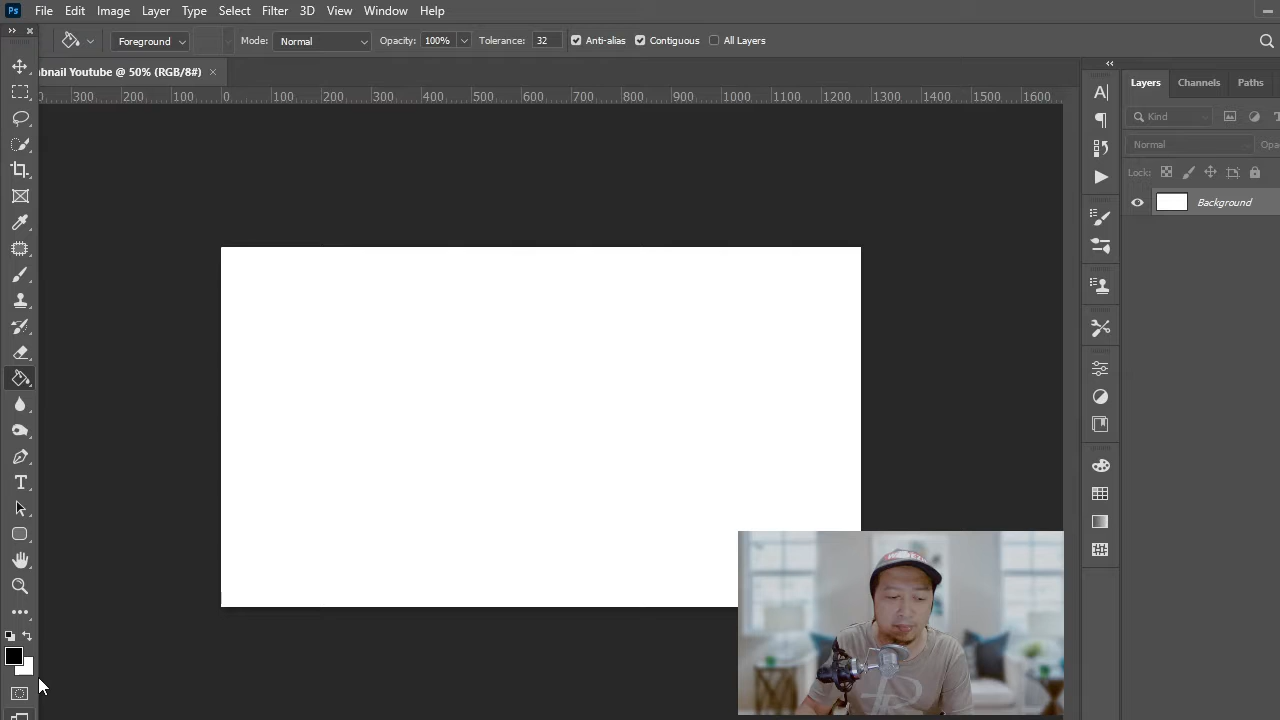 Ps File Edit Image Layer Type Select Filter 3D View Window Help
Foreground Mode: Normal Opacity: 100% Tolerance: 32 Anti-alias Contiguous All Layers
bnail Youtube @ 50% (RGB/8#) ×
300 200 100 0 100 200 300 400 500 600 700 800 900 1000 1100 1200 1300 1400 1500 1600
Layers Channels Paths
Kind
Normal Opa
Lock:
Background